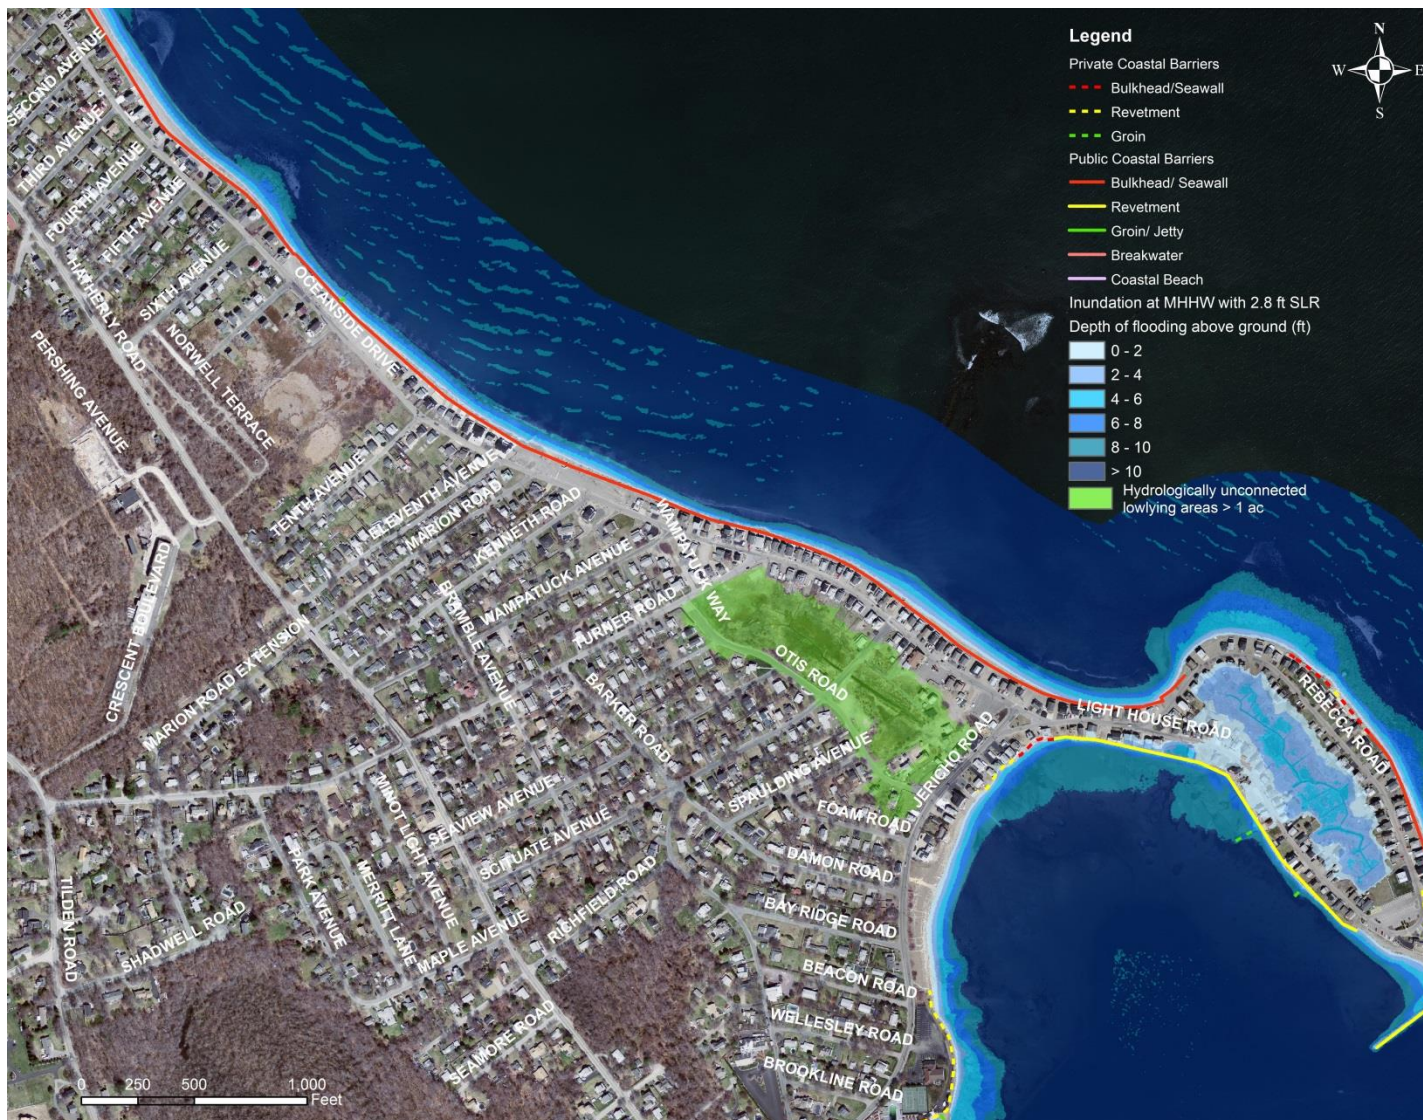 Legend
Private Coastal Barriers
Bulkhead/Seawall
Revetment
Groin
Public Coastal Barriers
Bulkhead/ Seawall
Revetment
Groin/ Jetty
Breakwater
Coastal Beach
Inundation at MHHW with 2.8 ft SLR
Depth of flooding above ground (ft)
0 - 2
2 - 4
4 - 6
6 - 8
8 - 10
> 10
Hydrologically unconnected
lowlying areas > 1 ac
N
W
E
S
SECOND AVENUE
THIRD AVENUE
FOURTH AVENUE
FIFTH AVENUE
SIXTH AVENUE
HATHERLY ROAD
OCEANSIDE DRIVE
NORWELL TERRACE
PERSHING AVENUE
TENTH AVENUE
ELEVENTH AVENUE
MARION ROAD
KENNETH ROAD
WAMPATUCK WAY
WAMPATUCK AVENUE
TURNER ROAD
BRAMBLE AVENUE
CRESCENT BOULEVARD
MARION ROAD EXTENSION
OTIS ROAD
BARKER ROAD
LIGHT HOUSE ROAD
REBECCA ROAD
JERICHO ROAD
SPAULDING AVENUE
FOAM ROAD
MINOT LIGHT AVENUE
SEAVIEW AVENUE
SCITUATE AVENUE
DAMON ROAD
RICHFIELD ROAD
BAY RIDGE ROAD
PARK AVENUE
MERRITT LANE
MAPLE AVENUE
TILDEN ROAD
SHADWELL ROAD
BEACON ROAD
WELLESLEY ROAD
SEAMORE ROAD
BROOKLINE ROAD
0 250 500 1,000
Feet